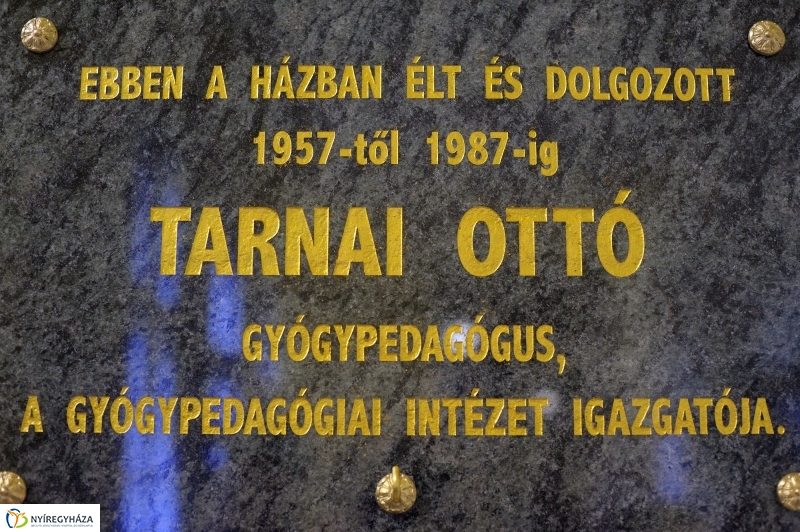 EBBEN A HÁZBAN ÉLT ÉS DOLGOZOTT
1957-től 1987-ig
TARNAI OTTÓ
GYÓGYPEDAGÓGUS,
A GYÓGYPEDAGÓGIAI INTÉZET IGAZGATÓJA.
NYÍREGYHÁZA